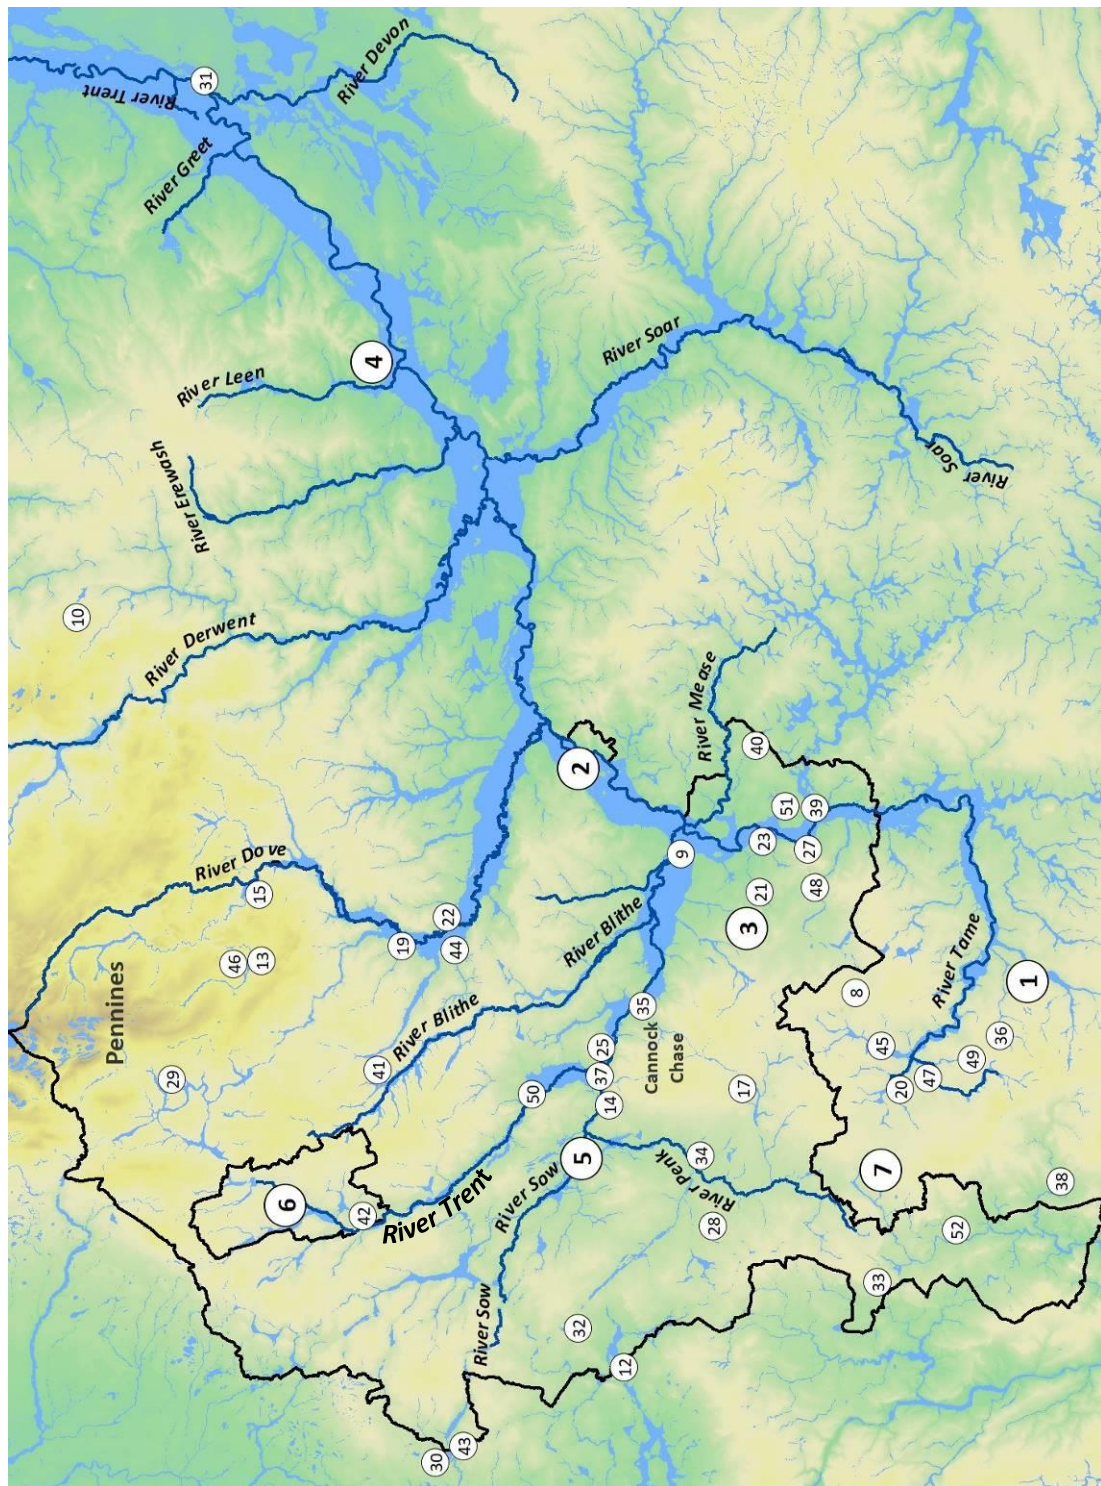 River Devon
31
River Trent
River Greet
4
River Leen
River Soar
River Erewash
River Soar
10
River Derwent
River Mease
2
40
51
39
23
27
9
River Dove
15
21
48
22
19
44
3
River Blithe
46
13
River Tame
8
1
Pennines
River Blithe
35
Cannock
Chase
25
45
36
41
29
37
49
47
50
14
17
20
5
34
7
38
River Sow
River Penk
6
42
River Trent
28
52
33
River Sow
32
12
43
30